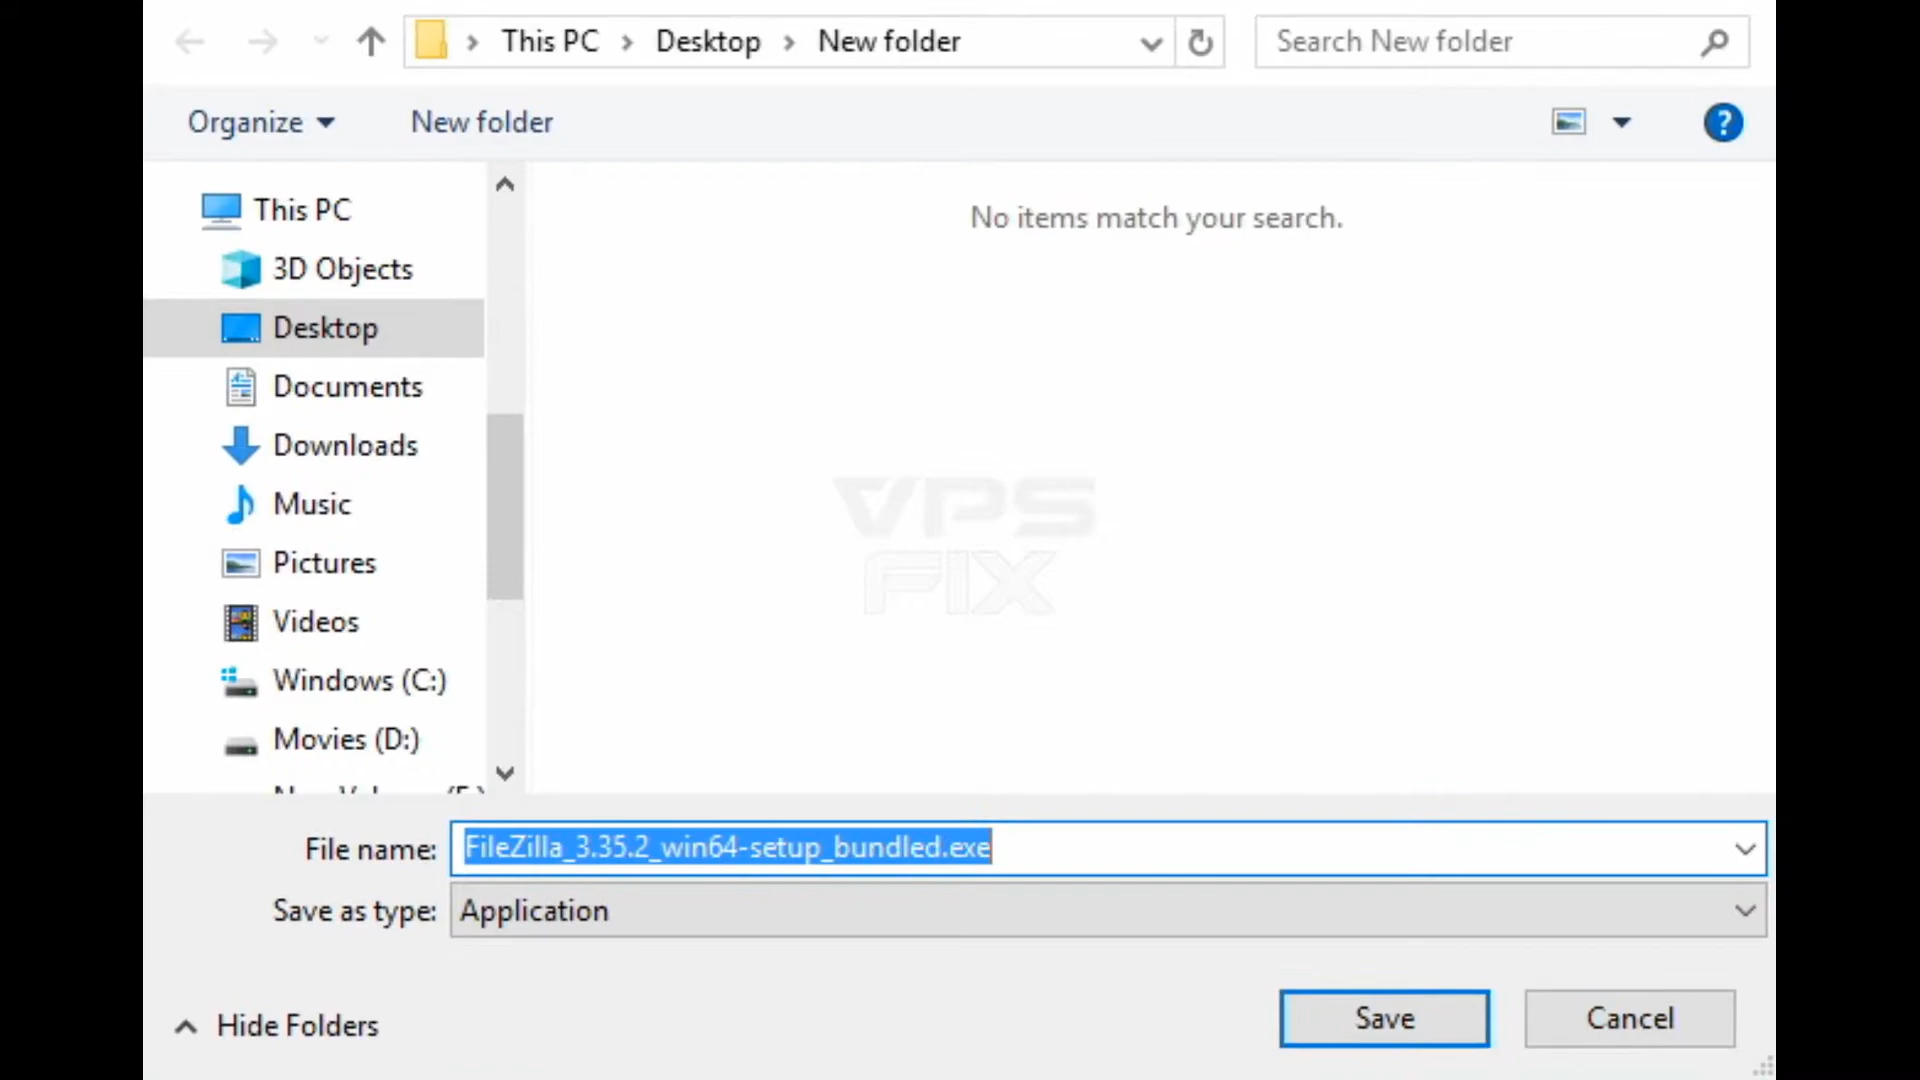 This PC > Desktop > New folder
Search New folder
Organize
New folder
?
This PC
3D Objects
Desktop
Documents
Downloads
Music
Pictures
Videos
Windows (C:)
Movies (D:)
No items match your search.
VPS
FIX
File name: FileZilla_3.35.2_win64-setup_bundled.exe
Save as type: Application
Hide Folders
Save
Cancel